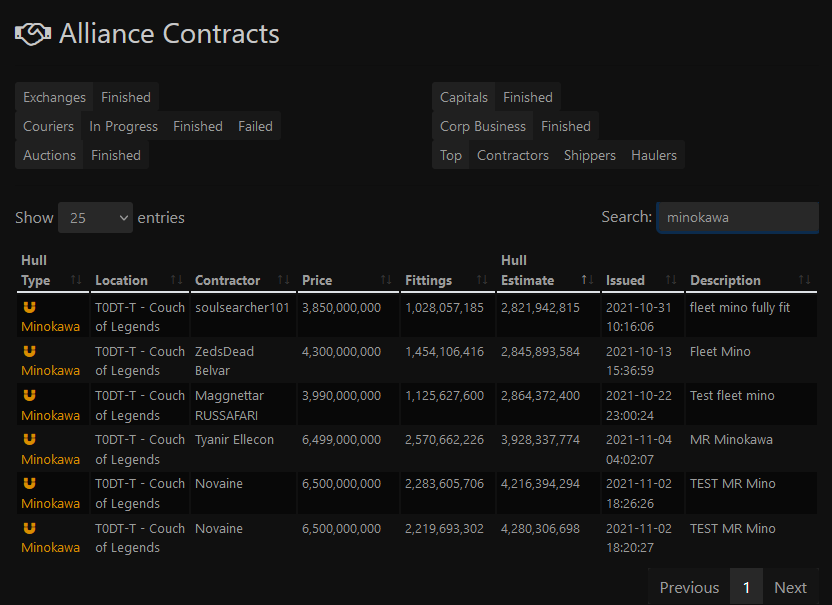 Alliance Contracts
Exchanges Finished
Couriers In Progress Finished Failed
Auctions Finished
Capitals Finished
Corp Business Finished
Top Contractors Shippers Haulers
Show 25 entries
Search: minokawa
Hull Type Location Contractor Price Fittings Hull Estimate Issued Description
Minokawa T0DT-T - Couch of Legends soulsearcher101 3,850,000,000 1,028,057,185 2,821,942,815 2021-10-31 10:16:06 fleet mino fully fit
Minokawa T0DT-T - Couch of Legends ZedsDead Belvar 4,300,000,000 1,454,106,416 2,845,893,584 2021-10-13 15:36:59 Fleet Mino
Minokawa T0DT-T - Couch of Legends Maggnettar RUSSAFARI 3,990,000,000 1,125,627,600 2,864,372,400 2021-10-22 23:00:24 Test fleet mino
Minokawa T0DT-T - Couch of Legends Tyanir Ellecon 6,499,000,000 2,570,662,226 3,928,337,774 2021-11-04 04:02:07 MR Minokawa
Minokawa T0DT-T - Couch of Legends Novaine 6,500,000,000 2,283,605,706 4,216,394,294 2021-11-02 18:26:26 TEST MR Mino
Minokawa T0DT-T - Couch of Legends Novaine 6,500,000,000 2,219,693,302 4,280,306,698 2021-11-02 18:20:27 TEST MR Mino
Previous 1 Next